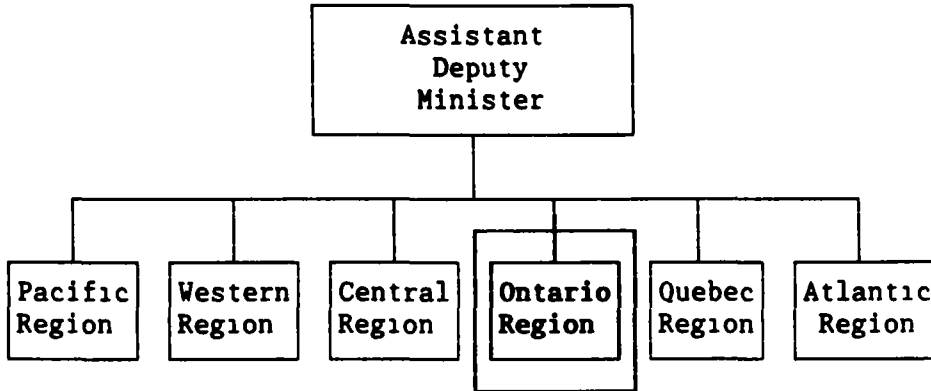 Assistant
Deputy
Minister
Pacific
Region
Western
Region
Central
Region
Ontario
Region
Quebec
Region
Atlantic
Region